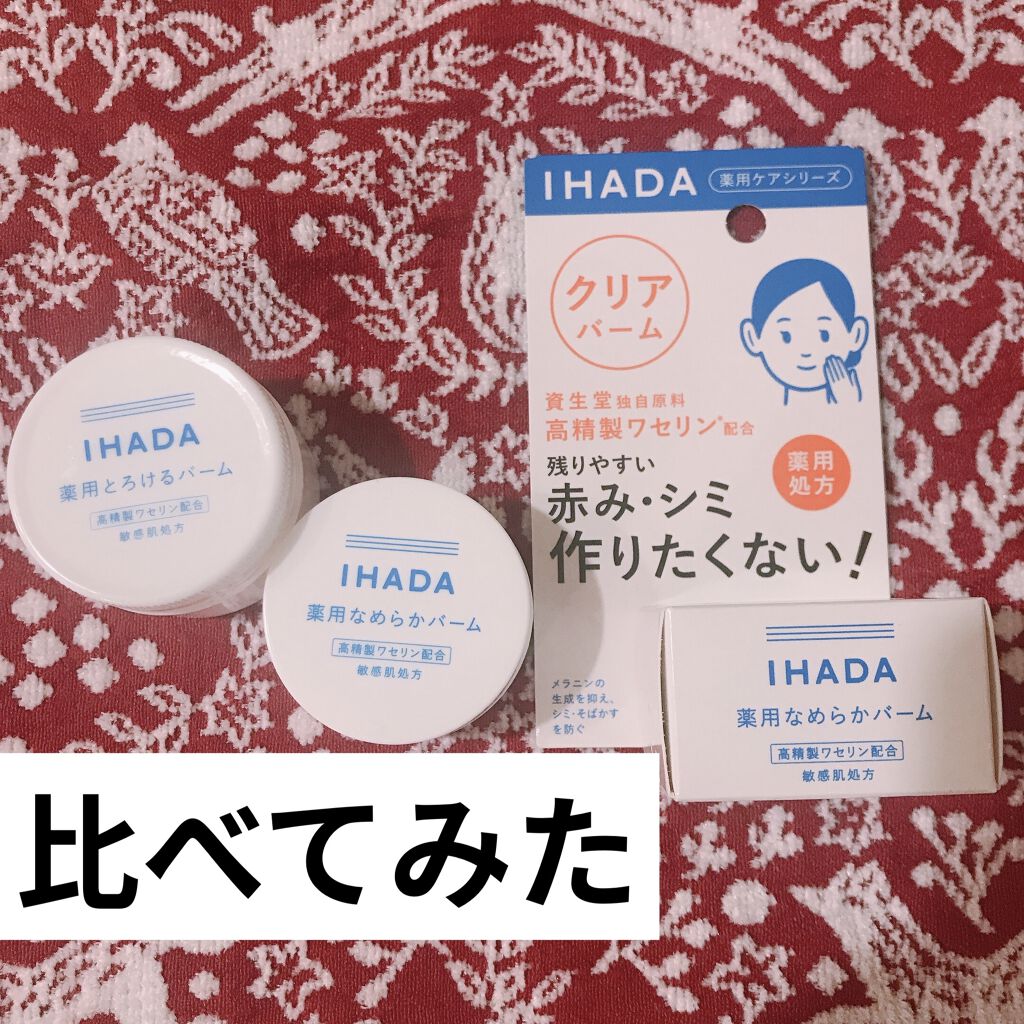 IHADA
薬用とろけるバーム
高精製ワセリン配合
敏感肌処方
IHADA
薬用なめらかバーム
高精製ワセリン配合
敏感肌処方
IHADA 薬用ケアシリーズ
クリア
バーム
資生堂独自原料
高精製ワセリン*配合
薬用
処方
残りやすい
赤み・シミ
作りたくない!
メラニンの
生成を抑え、
シミ・そばかす
を防ぐ
IHADA
薬用なめらかバーム
高精製ワセリン配合
敏感肌処方
比べてみた